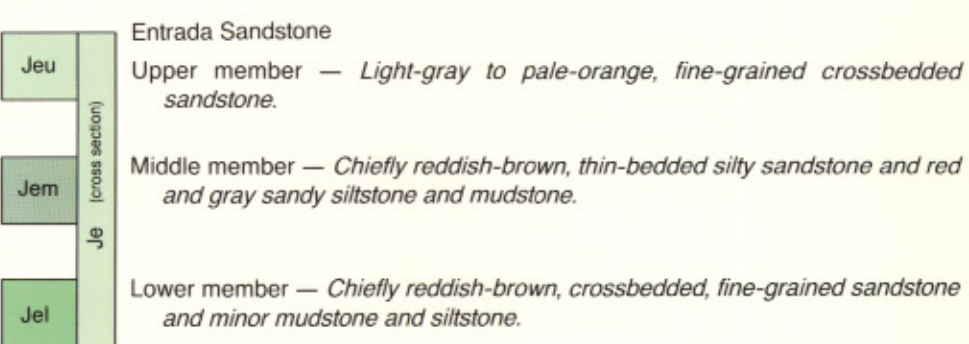 Entrada Sandstone
Jeu
Upper member — Light-gray to pale-orange, fine-grained crossbedded
sandstone.
Je (cross section)
Jem
Middle member — Chiefly reddish-brown, thin-bedded silty sandstone and red
and gray sandy siltstone and mudstone.
Jel
Lower member — Chiefly reddish-brown, crossbedded, fine-grained sandstone
and minor mudstone and siltstone.